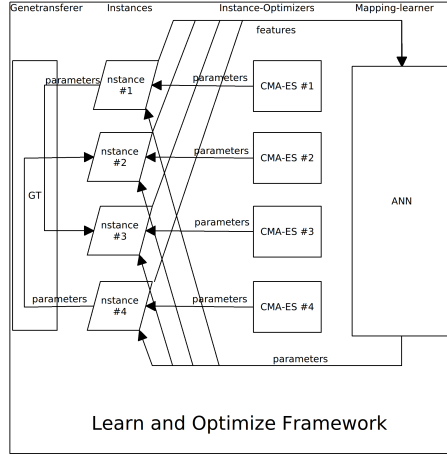 Genetransferer Instances Instance-Optimizers Mapping-learner
features
parameters
nstance
#1
parameters
CMA-ES #1
nstance
#2
parameters
CMA-ES #2
GT
ANN
nstance
#3
parameters
CMA-ES #3
parameters
nstance
#4
parameters
CMA-ES #4
parameters
Learn and Optimize Framework